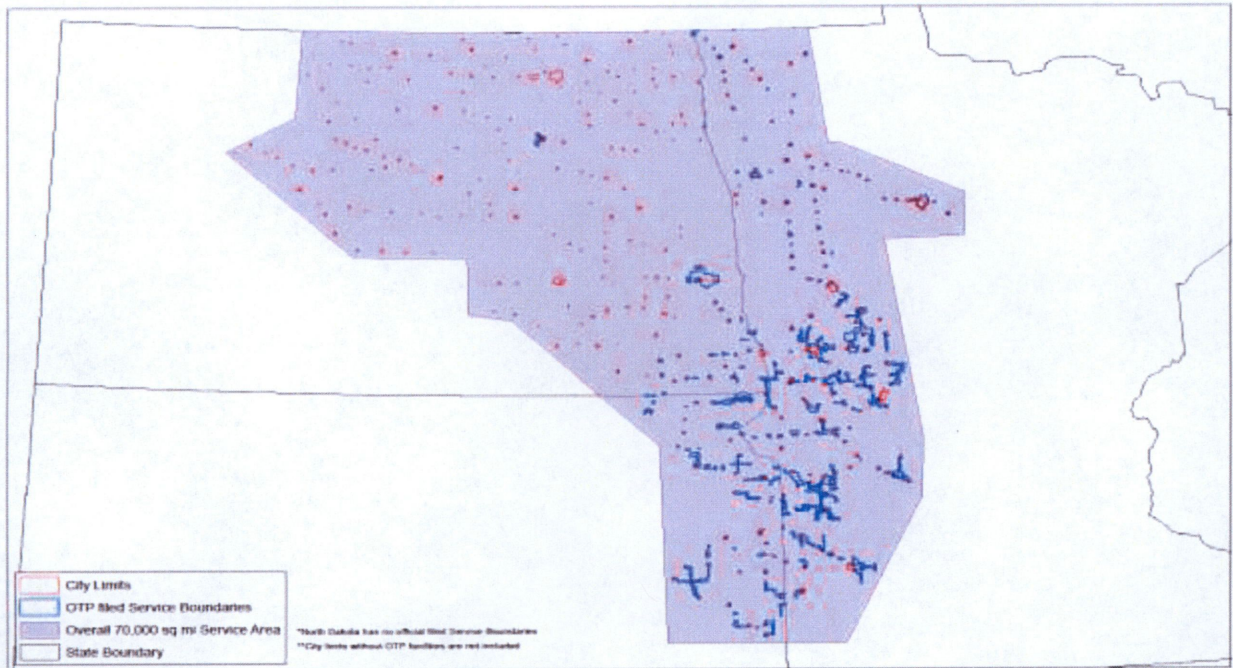 City Limits
OTP filed Service Boundaries
Overall 70,000 sq mi Service Area
State Boundary
*North Dakota has no official filed Service Boundaries
**City limits without OTP facilities are not included